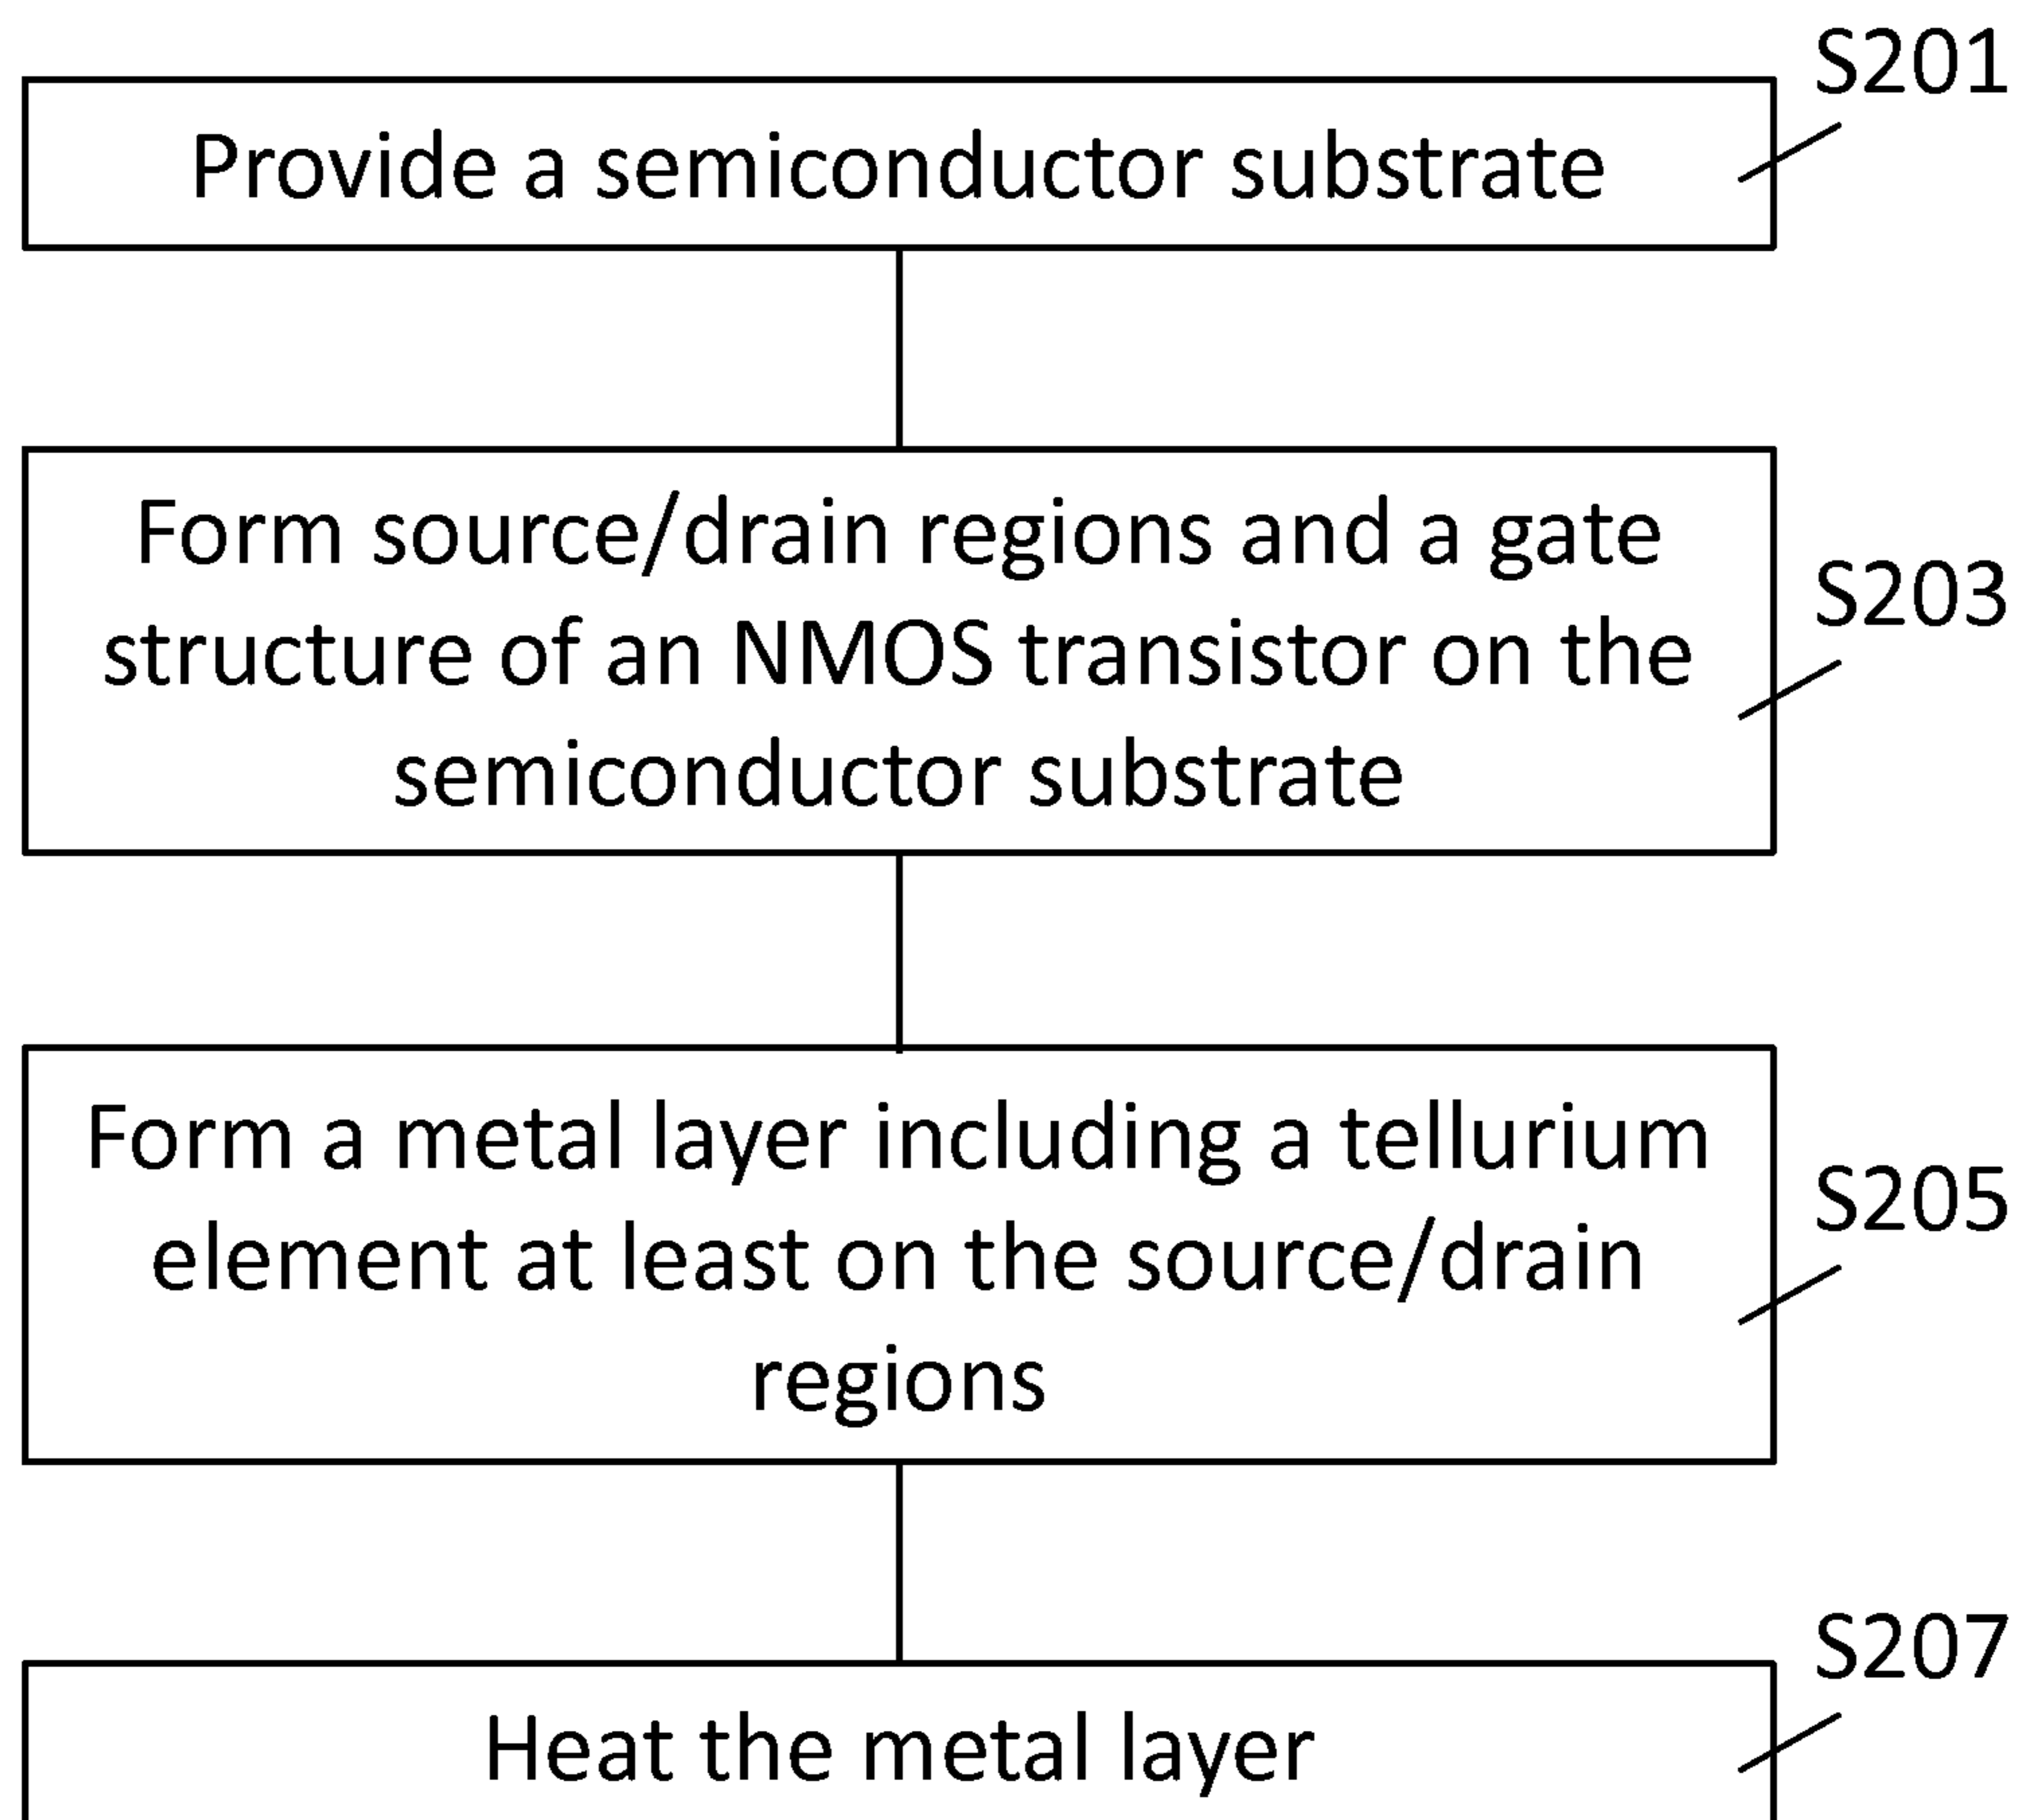 S201
Provide a semiconductor substrate
Form source/drain regions and a gate
structure of an NMOS transistor on the
semiconductor substrate
S203
Form a metal layer including a tellurium
element at least on the source/drain
regions
S205
S207
Heat the metal layer